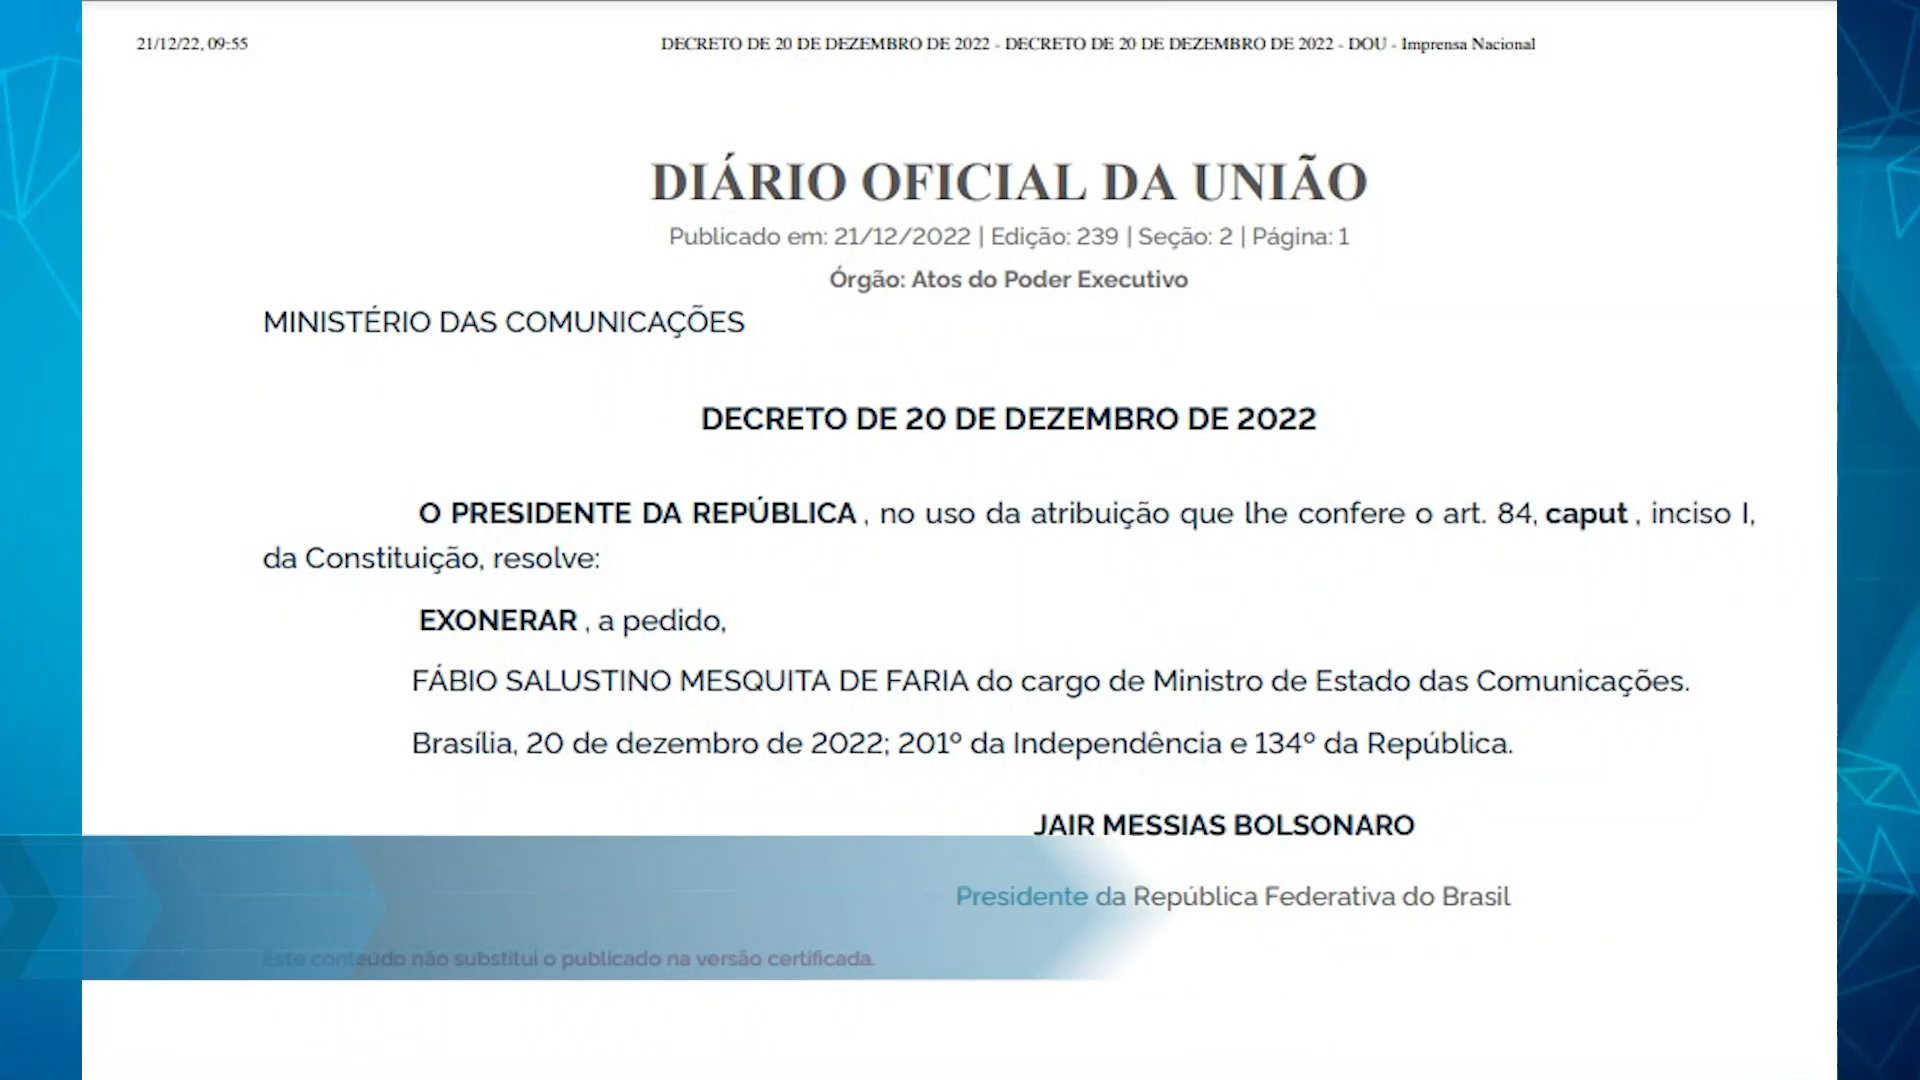 21/12/22, 09:55
DECRETO DE 20 DE DEZEMBRO DE 2022 - DECRETO DE 20 DE DEZEMBRO DE 2022 - DOU - Imprensa Nacional
DIÁRIO OFICIAL DA UNIÃO
Publicado em: 21/12/2022 | Edição: 239 | Seção: 2 | Página: 1
Órgão: Atos do Poder Executivo
MINISTÉRIO DAS COMUNICAÇÕES
DECRETO DE 20 DE DEZEMBRO DE 2022
O PRESIDENTE DA REPÚBLICA , no uso da atribuição que lhe confere o art. 84, caput , inciso I,
da Constituição, resolve:
EXONERAR , a pedido,
FÁBIO SALUSTINO MESQUITA DE FARIA do cargo de Ministro de Estado das Comunicações.
Brasília, 20 de dezembro de 2022; 201º da Independência e 134º da República.
JAIR MESSIAS BOLSONARO
Presidente da República Federativa do Brasil
Este conteúdo não substitui o publicado na versão certificada.